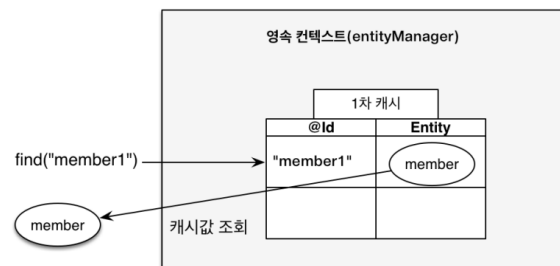 영속 컨텍스트(entityManager)
1차 캐시
@Id Entity
find("member1")
"member1" member
member
캐시값 조회